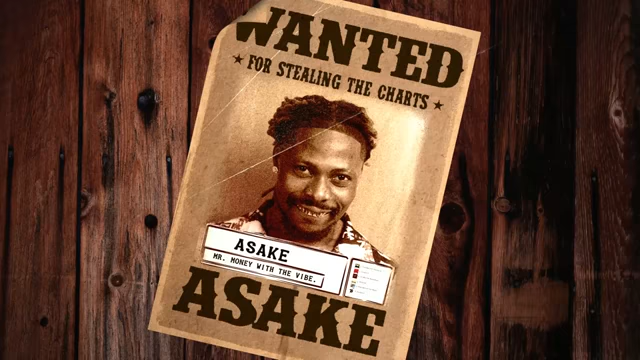 WANTED
★ FOR STEALING THE CHARTS ★
ASAKE
MR. MONEY WITH THE VIBE.
ASAKE